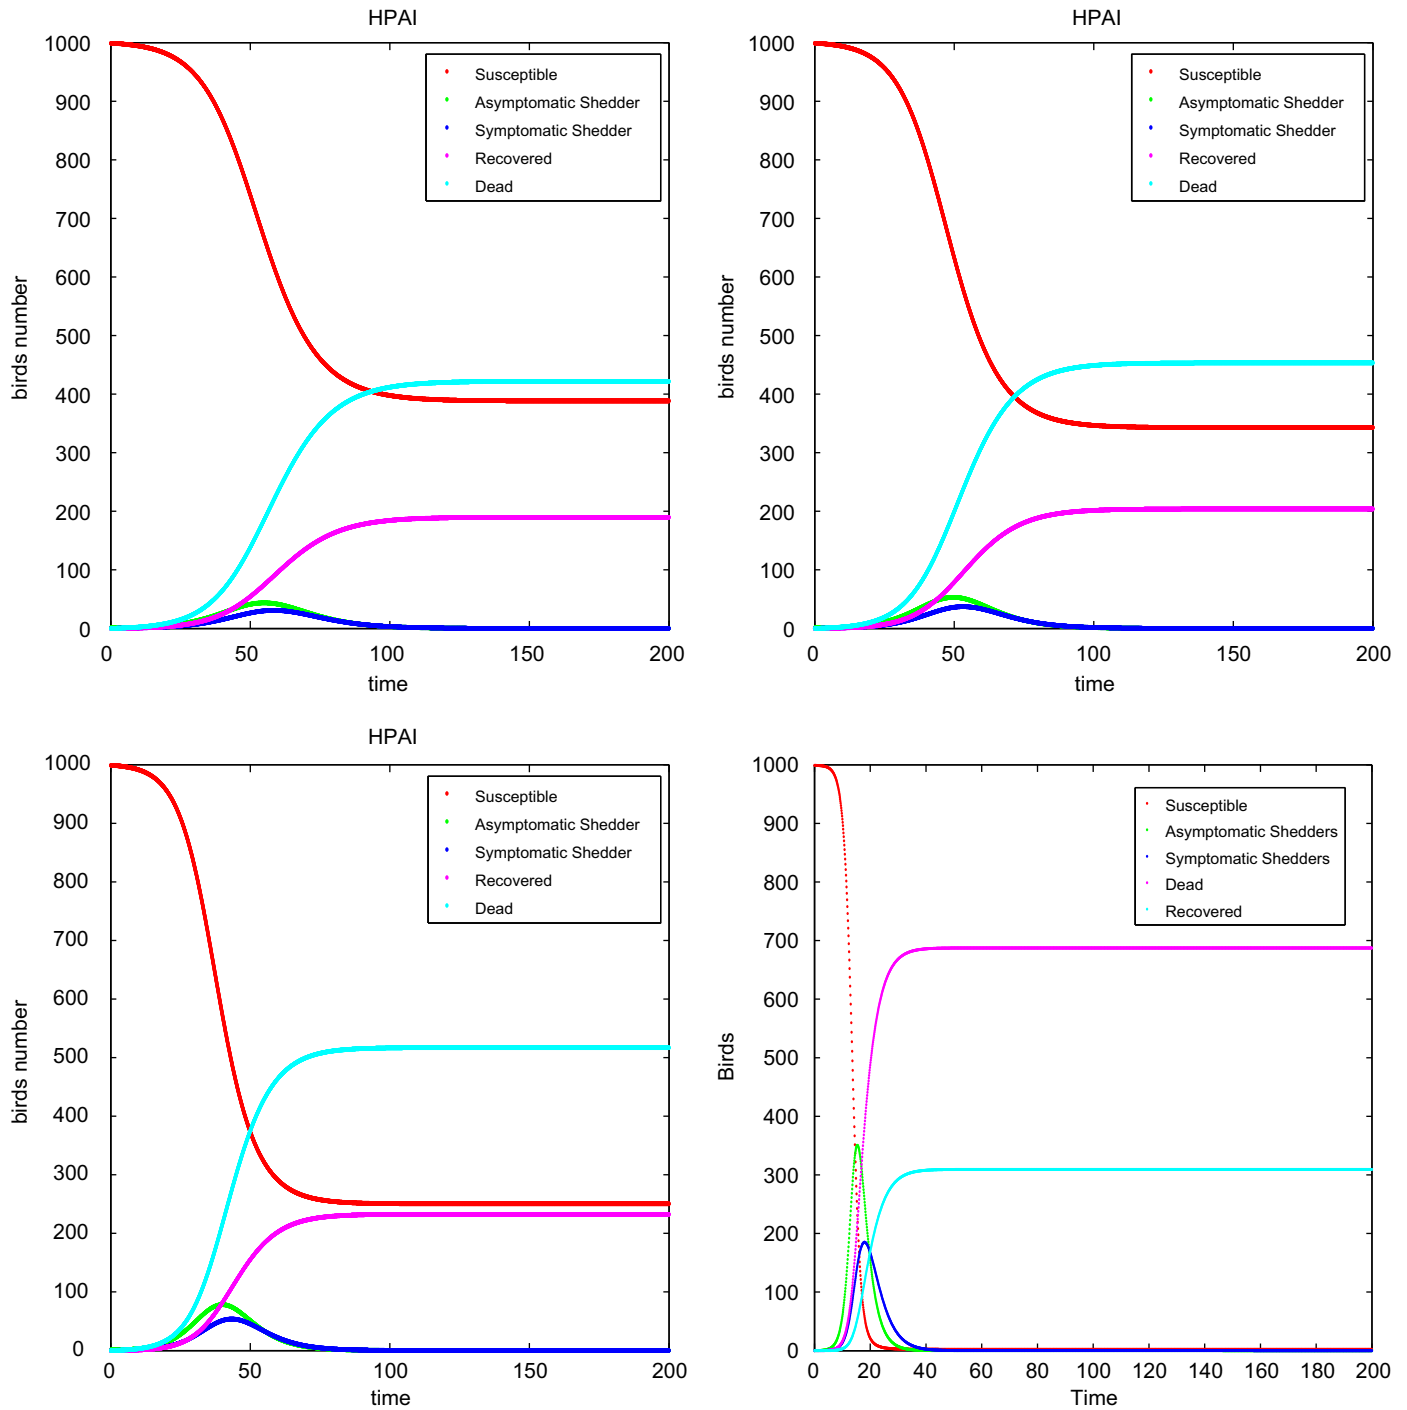 HPAI
1000
900
800
700
600
500
400
300
200
100
0
birds number
Susceptible
Asymptomatic Shedder
Symptomatic Shedder
Recovered
Dead
0 50 100 150 200
time
HPAI
1000
900
800
700
600
500
400
300
200
100
0
birds number
Susceptible
Asymptomatic Shedder
Symptomatic Shedder
Recovered
Dead
0 50 100 150 200
time
HPAI
1000
900
800
700
600
500
400
300
200
100
0
birds number
Susceptible
Asymptomatic Shedder
Symptomatic Shedder
Recovered
Dead
0 50 100 150 200
time
1000
900
800
700
600
500
400
300
200
100
0
Birds
Susceptible
Asymptomatic Shedders
Symptomatic Shedders
Dead
Recovered
0 20 40 60 80 100 120 140 160 180 200
Time